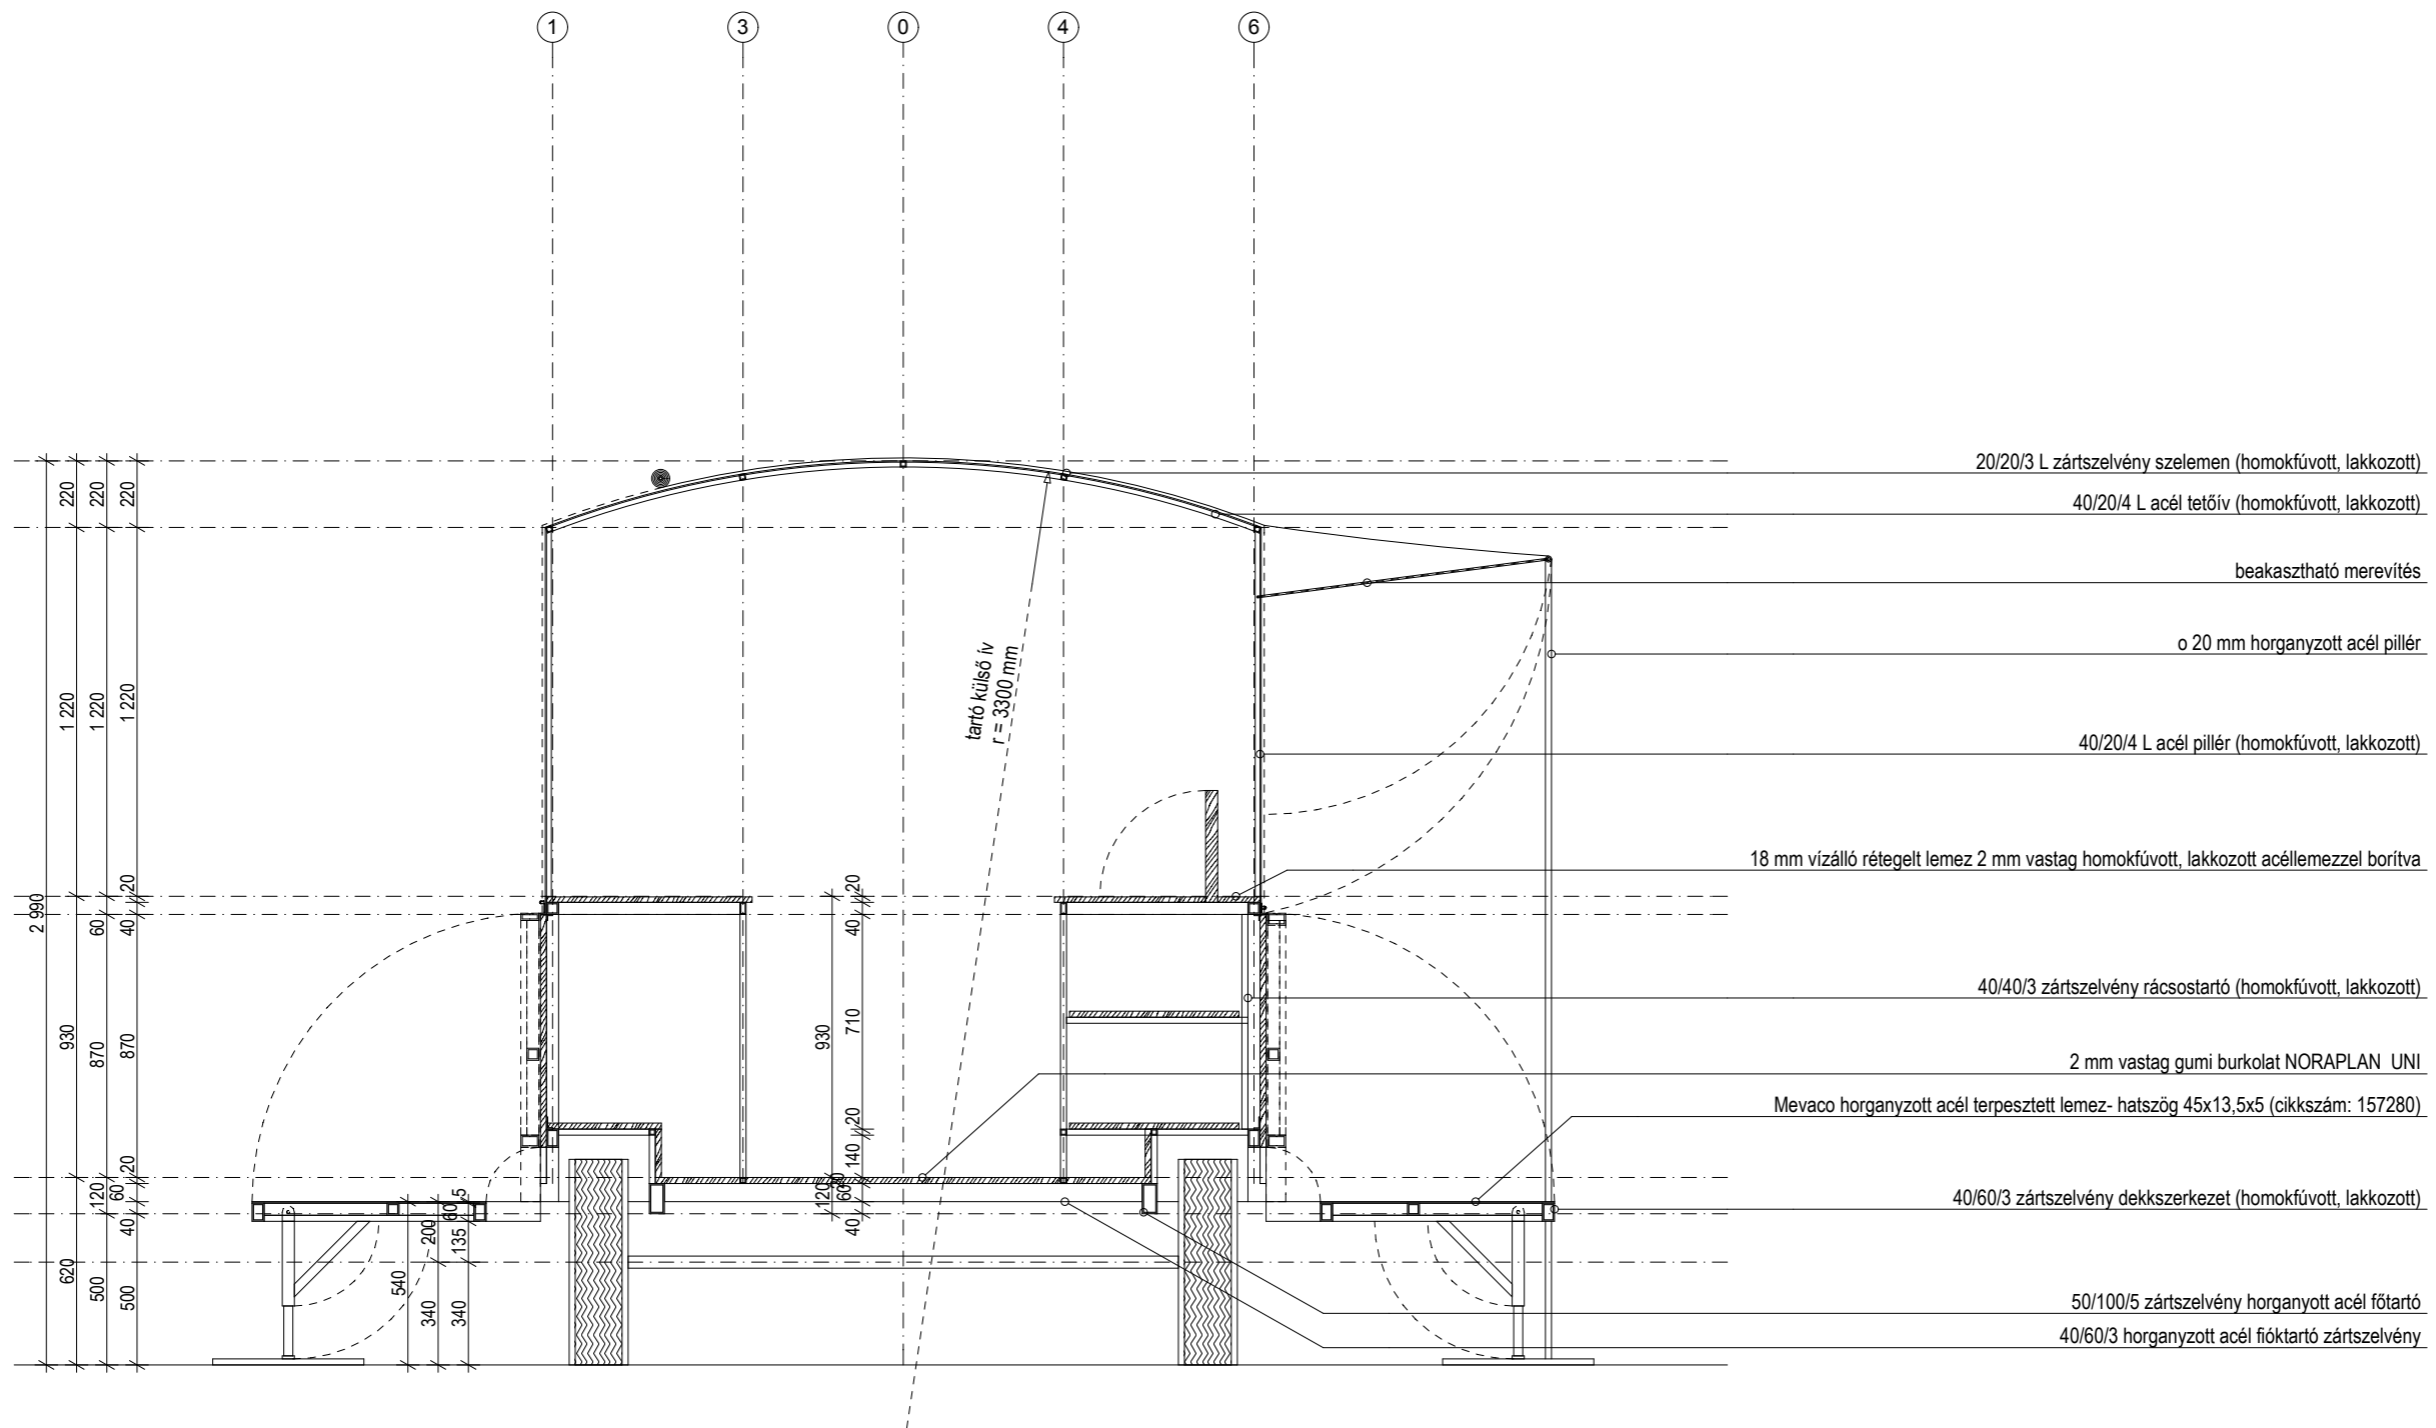 1
3
0
4
6
20/20/3 L zártszelvény szelemen (homokfúvott, lakkozott)
40/20/4 L acél tetőív (homokfúvott, lakkozott)
beakasztható merevítés
o 20 mm horganyzott acél pillér
40/20/4 L acél pillér (homokfúvott, lakkozott)
18 mm vízálló rétegelt lemez 2 mm vastag homokfúvott, lakkozott acéllemezzel borítva
40/40/3 zártszelvény rácsostartó (homokfúvott, lakkozott)
2 mm vastag gumi burkolat NORAPLAN UNI
Mevaco horganyzott acél terpesztett lemez- hatszög 45x13,5x5 (cikkszám: 157280)
40/60/3 zártszelvény dekkszerkezet (homokfúvott, lakkozott)
50/100/5 zártszelvény horganyott acél főtartó
40/60/3 horganyzott acél fióktartó zártszelvény
tartó külső ív
r = 3300 mm
2 990
220
1 220
930
620
220
1 220
60
870
120
500
220
1 220
20
40
870
20
60
40
500
540
200
340
60
5
135
340
930
120
20
40
710
20
140
60
40